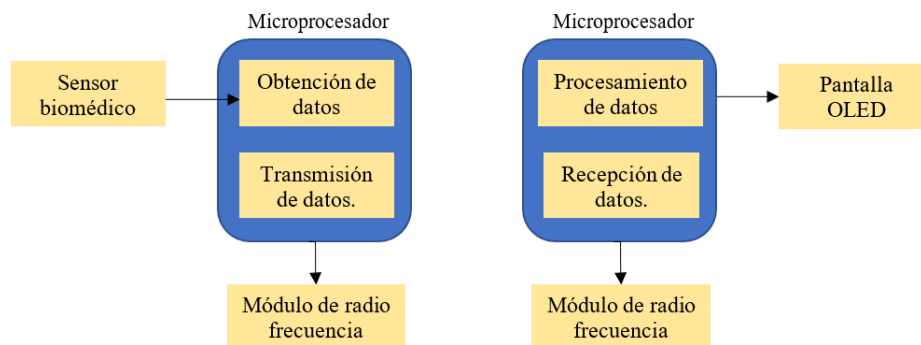 Microprocesador
Sensor
biomédico
Obtención de
datos
Transmisión
de datos.
Módulo de radio
frecuencia
Microprocesador
Procesamiento
de datos
Recepción de
datos.
Pantalla
OLED
Módulo de radio
frecuencia